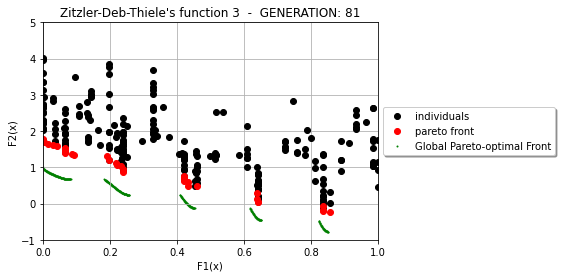 Zitzler-Deb-Thiele's function 3  -  GENERATION: 81
5
4
3
2
1
0
−1
F2(x)
0.0 0.2 0.4 0.6 0.8 1.0
F1(x)
individuals
pareto front
Global Pareto-optimal Front